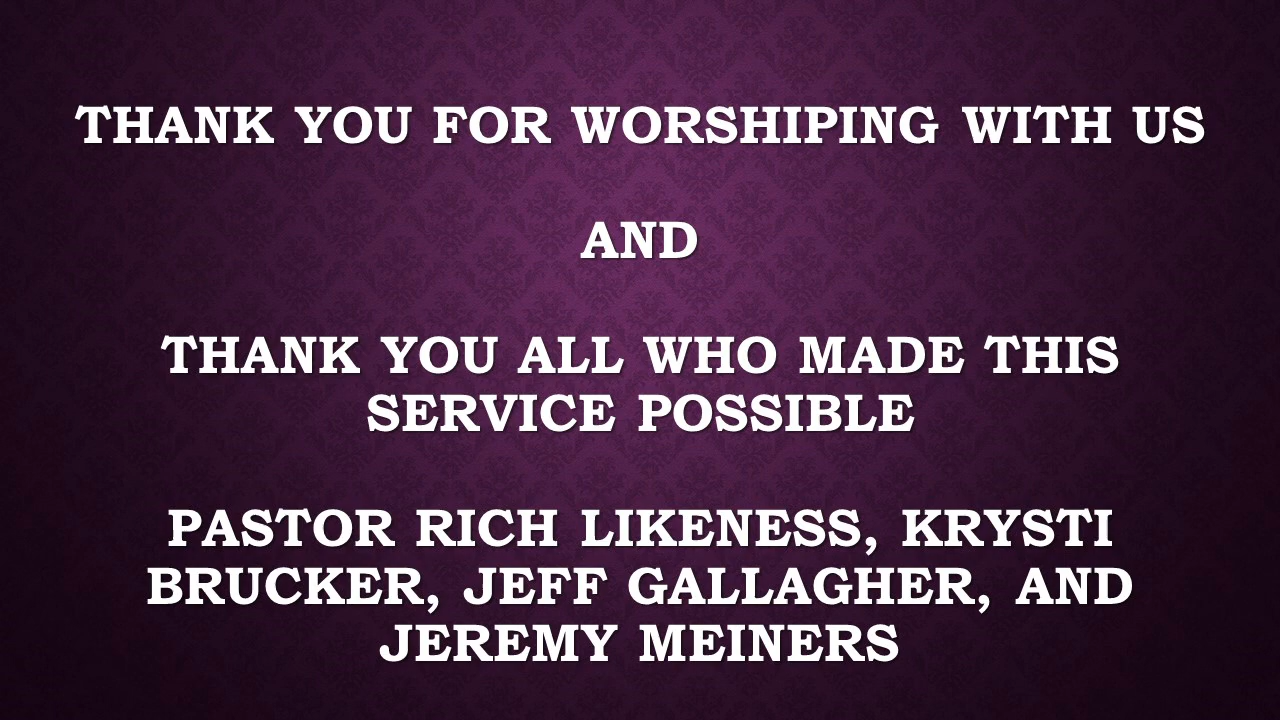 THANK YOU FOR WORSHIPING WITH US
AND
THANK YOU ALL WHO MADE THIS
SERVICE POSSIBLE
PASTOR RICH LIKENESS, KRYSTI
BRUCKER, JEFF GALLAGHER, AND
JEREMY MEINERS